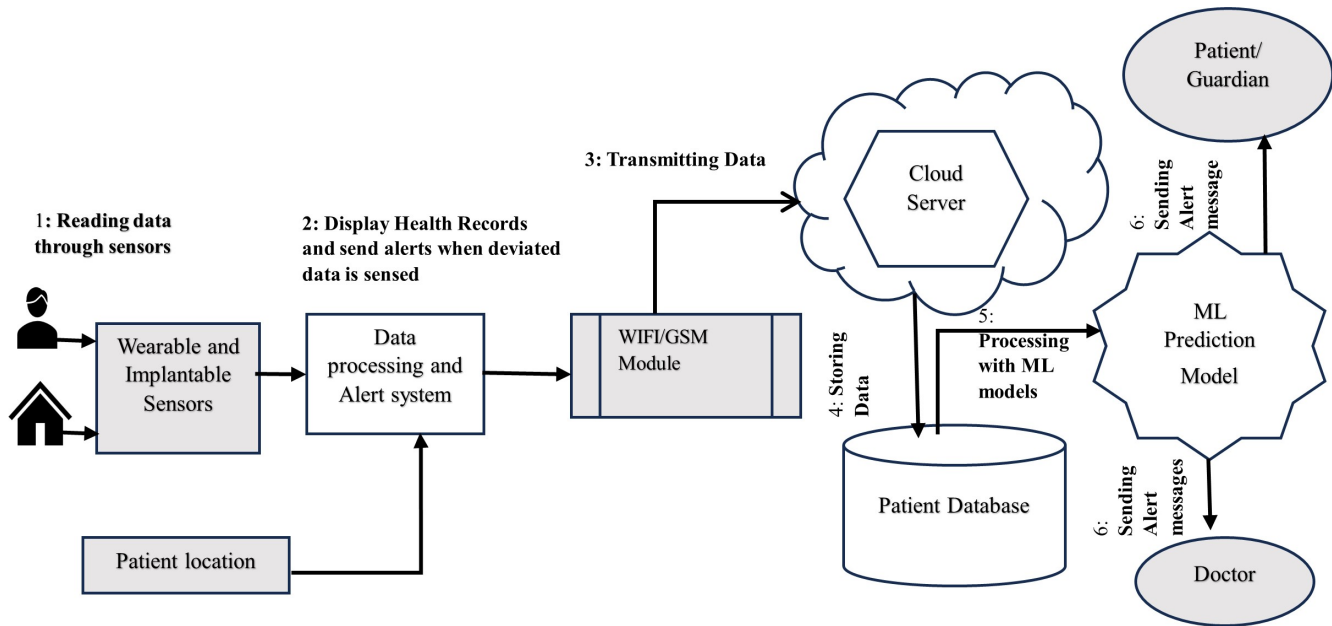 1: Reading data
through sensors
Wearable and
Implantable
Sensors
2: Display Health Records
and send alerts when deviated
data is sensed
Data
processing and
Alert system
Patient location
3: Transmitting Data
WIFI/GSM
Module
Cloud
Server
4: Storing
Data
Patient Database
5:
Processing
with ML
models
ML
Prediction
Model
6: Sending
Alert
message
Patient/
Guardian
6: Sending
Alert
messages
Doctor